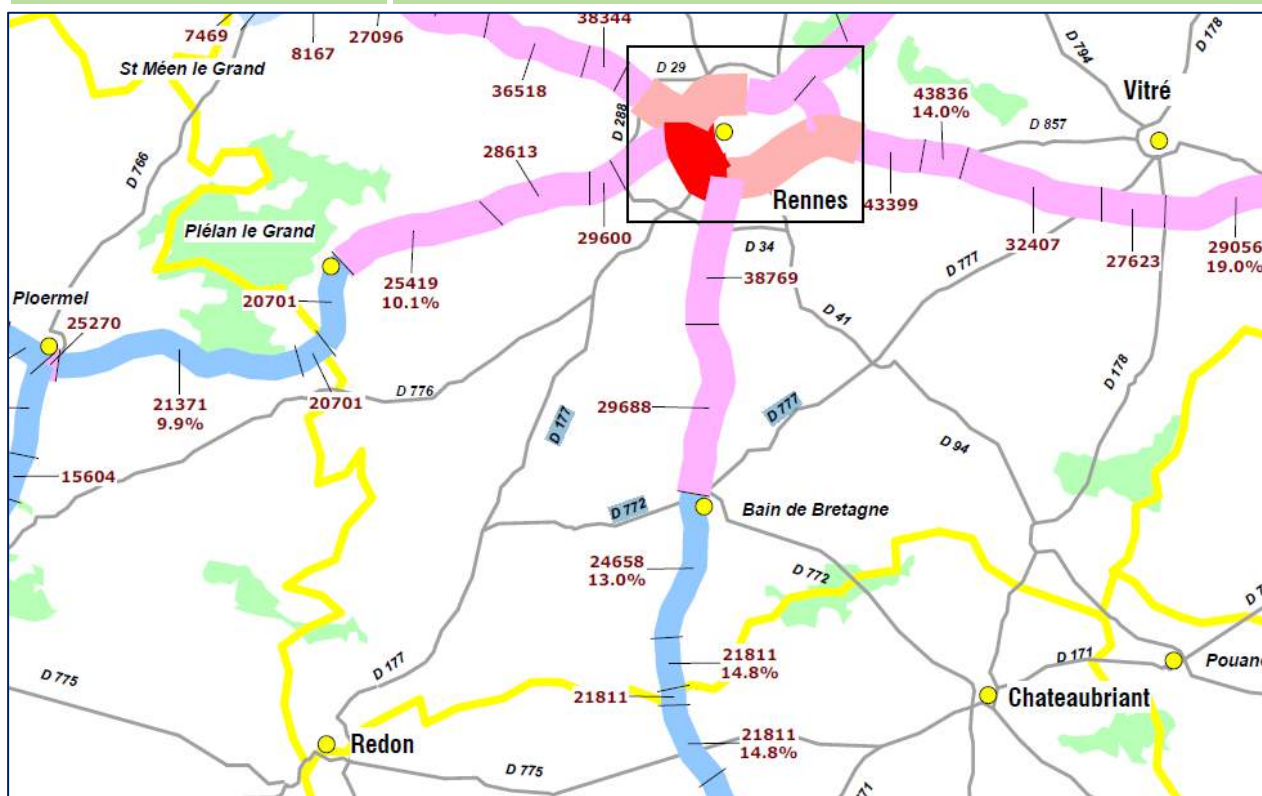 38344
D 178
7469
27096
D 794
8167
St Méen le Grand
D 29
43836
14.0%
Vitré
36518
D 288
D 857
28613
D 766
Rennes
43399
Plélan le Grand
29600
D 34
32407
27623
29056
19.0%
25419
10.1%
38769
D 777
Ploermel
20701
25270
D 41
D 178
21371
9.9%
20701
D 776
29688
D 777
D 177
D 94
15604
D 772
Bain de Bretagne
24658
13.0%
D 772
21811
14.8%
D 171
D 177
D 775
21811
Chateaubriant
21811
14.8%
Redon
D 775